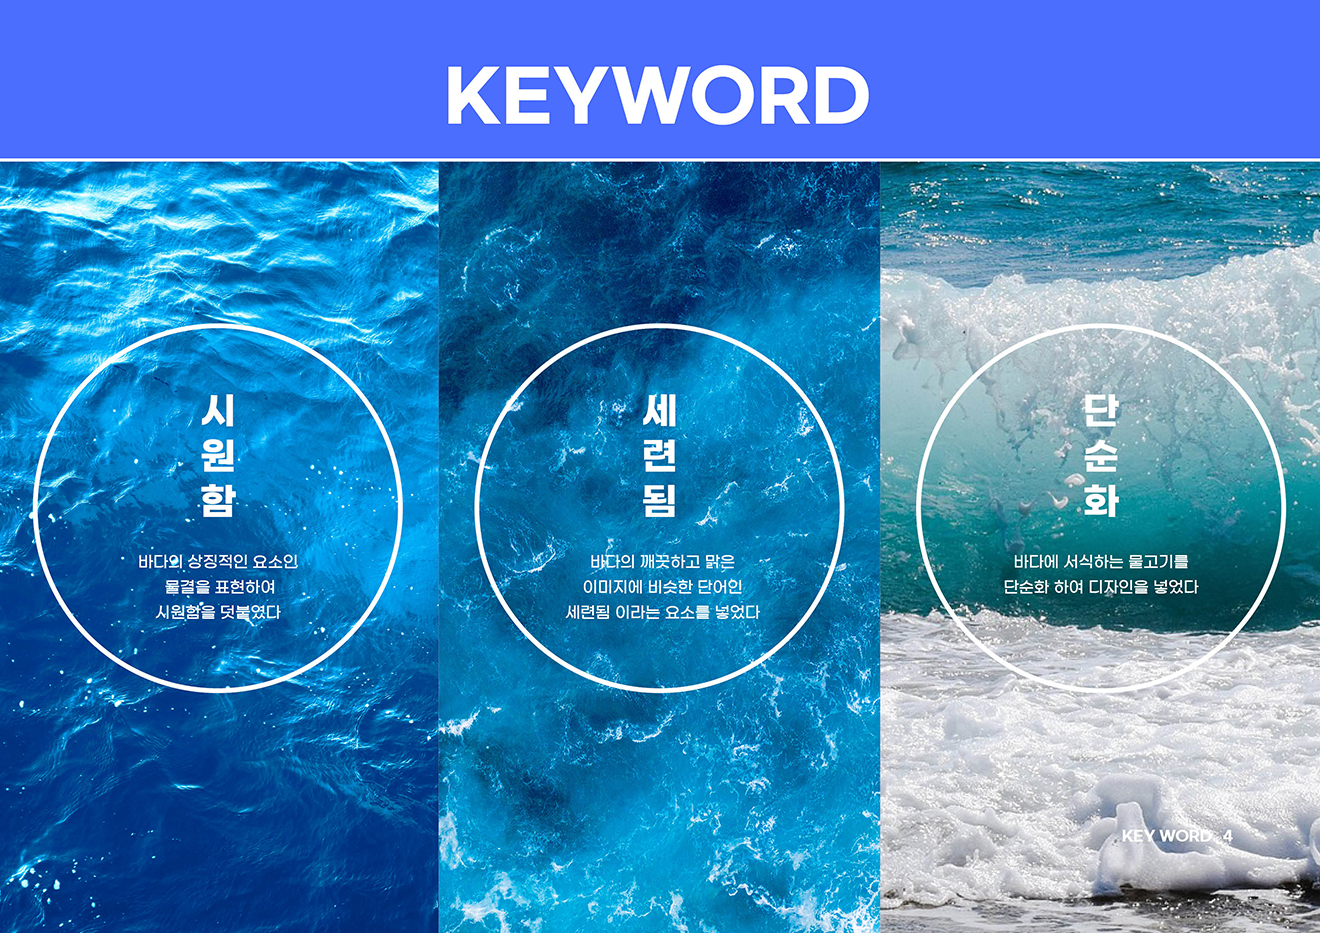 KEYWORD
시
원
함
바다의 상징적인 요소인
물결을 표현하여
시원함을 덧붙였다
세
련
됨
바다의 깨끗하고 맑은
이미지에 비슷한 단어인
세련됨 이라는 요소를 넣었다
단
순
화
바다에 서식하는 물고기를
단순화 하여 디자인을 넣었다
KEY WORD 4